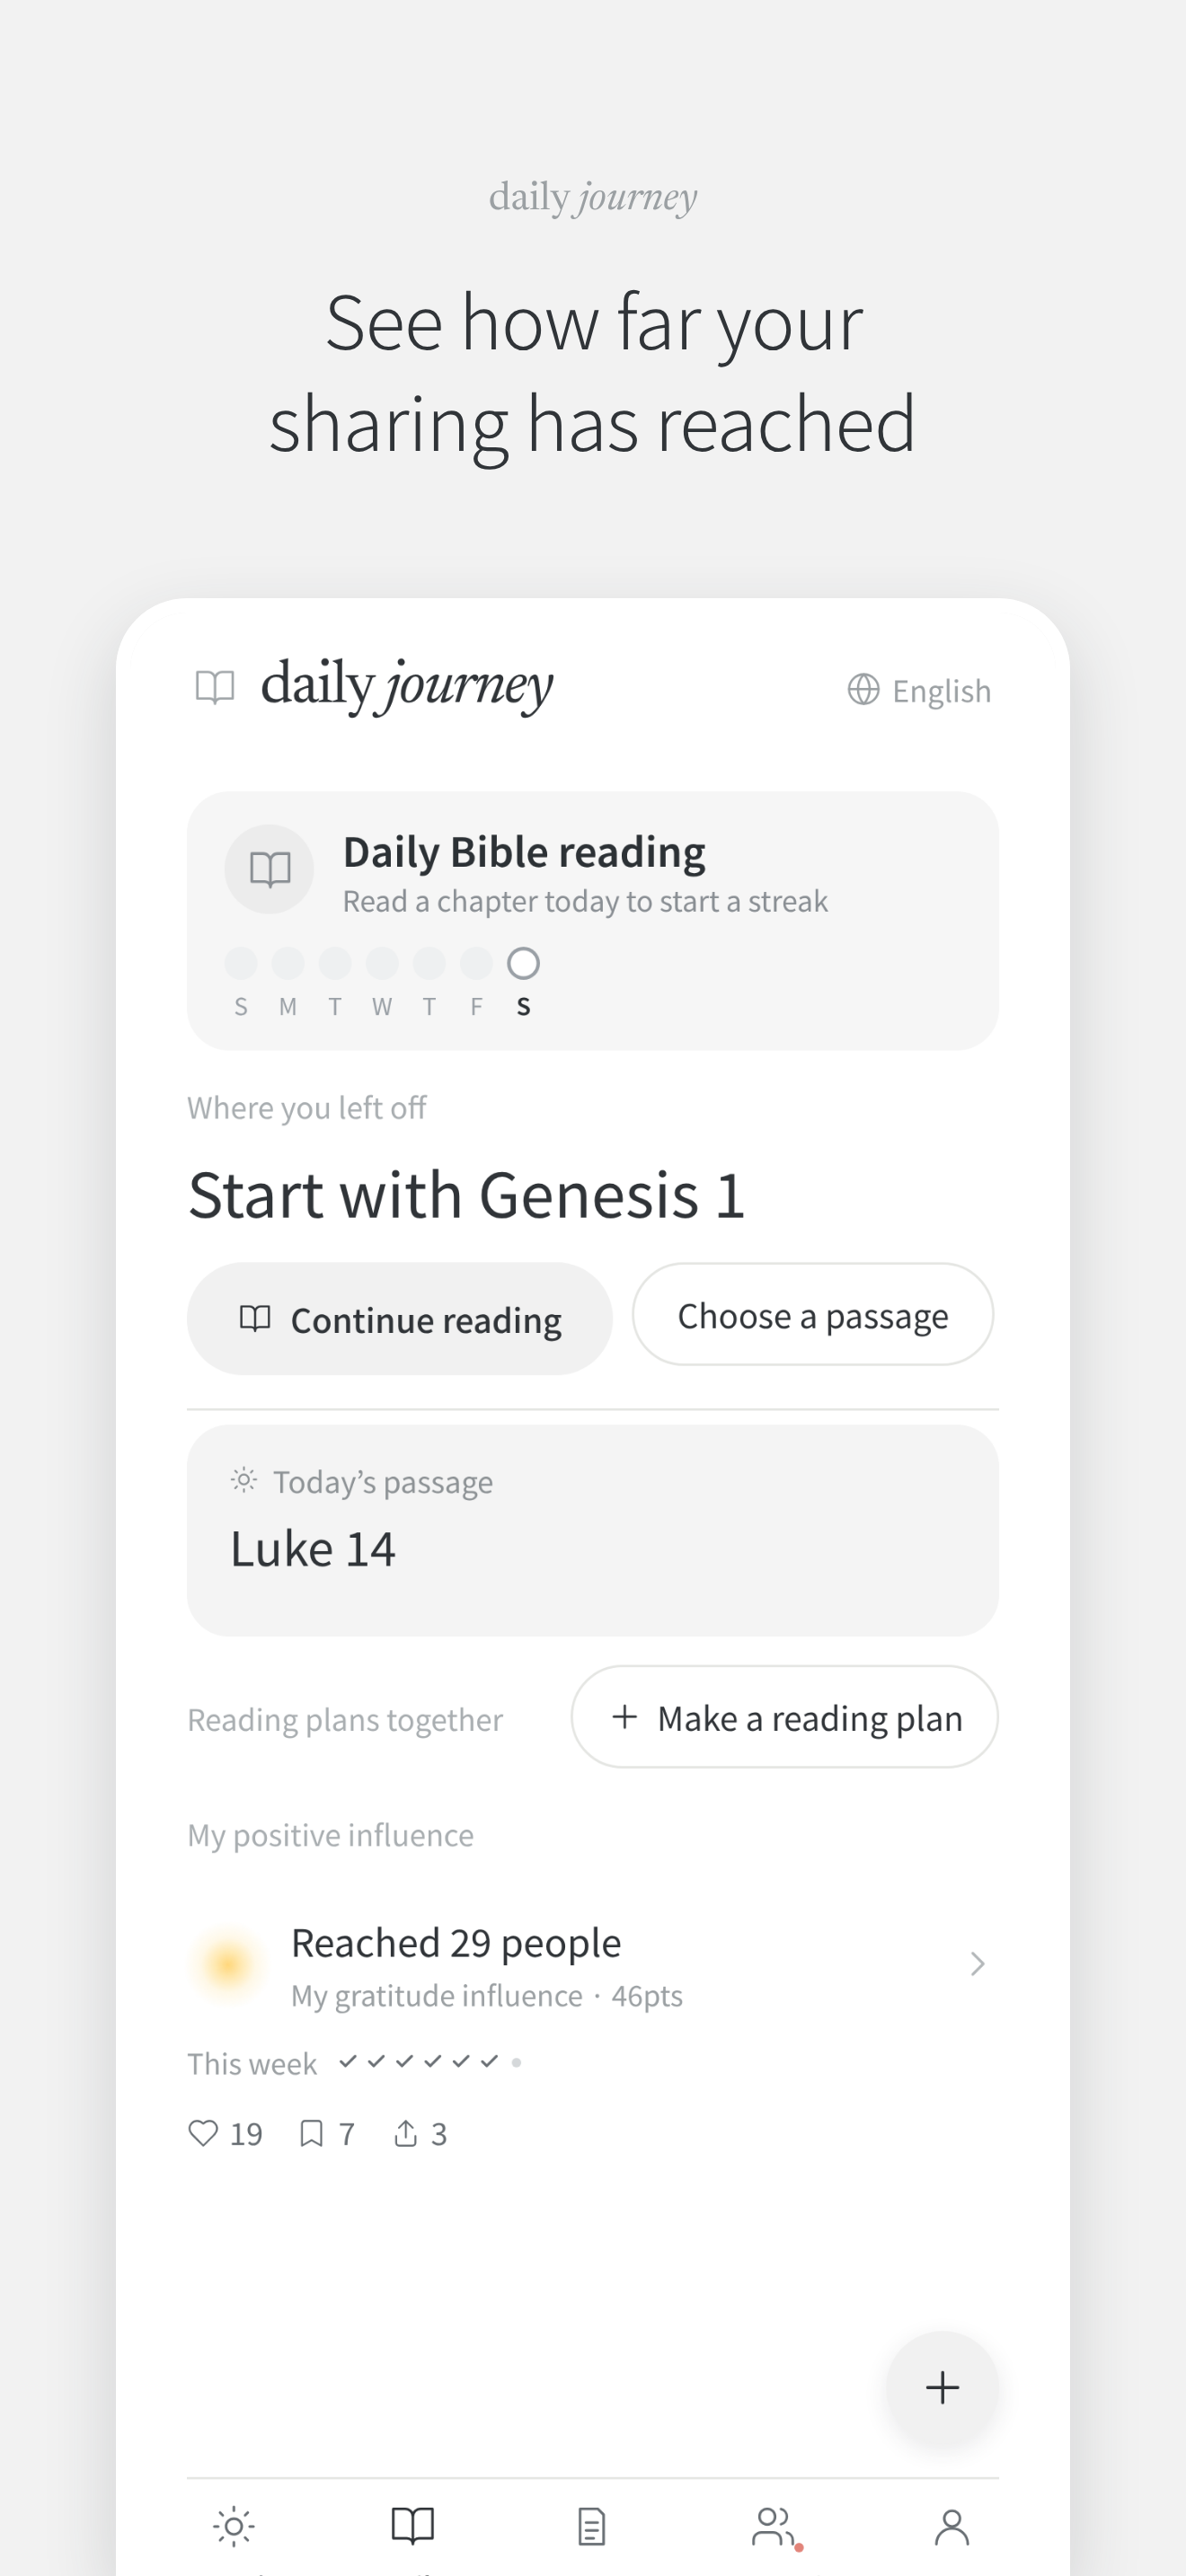 daily journey
See how far your
sharing has reached
daily journey
English
Daily Bible reading
Read a chapter today to start a streak
S M T W T F S
Where you left off
Start with Genesis 1
Continue reading
Choose a passage
Today’s passage
Luke 14
Reading plans together
+ Make a reading plan
My positive influence
Reached 29 people
My gratitude influence · 46pts
This week
19 7 3